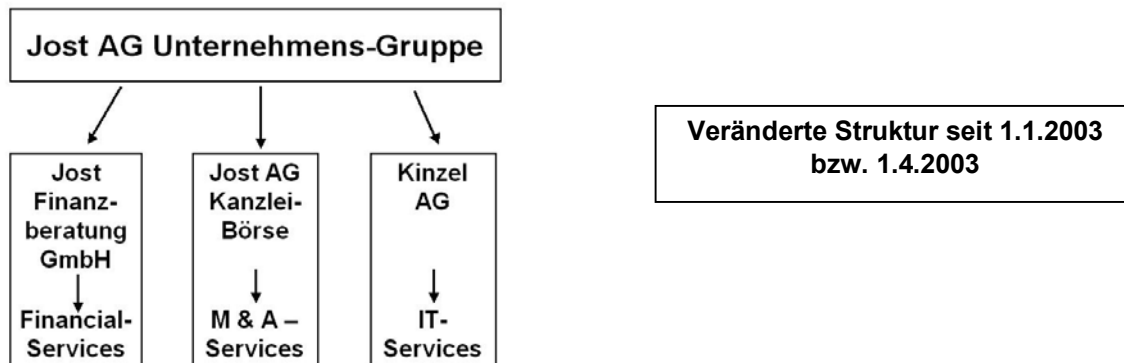 Jost AG Unternehmens-Gruppe
Veränderte Struktur seit 1.1.2003
bzw. 1.4.2003
Jost
Finanz-
beratung
GmbH
Financial-
Services
Jost AG
Kanzlei-
Börse
M & A –
Services
Kinzel
AG
IT-
Services